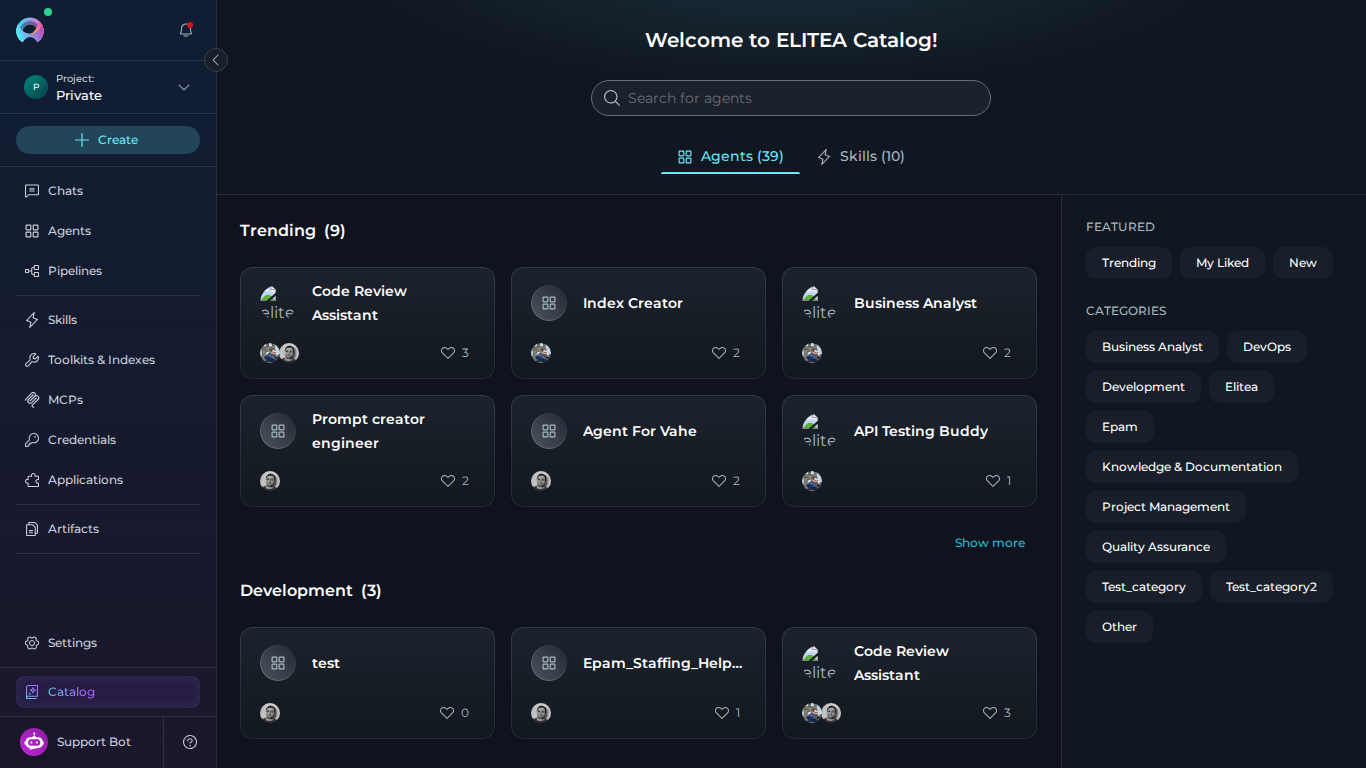 Welcome to ELITEA Catalog!
Project:
P
Private
Search for agents
Create
Agents (39)
Skills (10)
Chats
Agents
Pipelines
Skills
Toolkits & Indexes
MCPs
Credentials
Applications
Artifacts
Settings
Catalog
Support Bot
Trending (9)
Code Review
Assistant
elite
3
Index Creator
2
Business Analyst
elite
2
Prompt creator
engineer
2
Agent For Vahe
2
API Testing Buddy
elite
1
Show more
Development (3)
test
0
Epam_Staffing_Help...
1
Code Review
Assistant
elite
3
FEATURED
Trending
My Liked
New
CATEGORIES
Business Analyst
DevOps
Development
Elitea
Epam
Knowledge & Documentation
Project Management
Quality Assurance
Test_category
Test_category2
Other